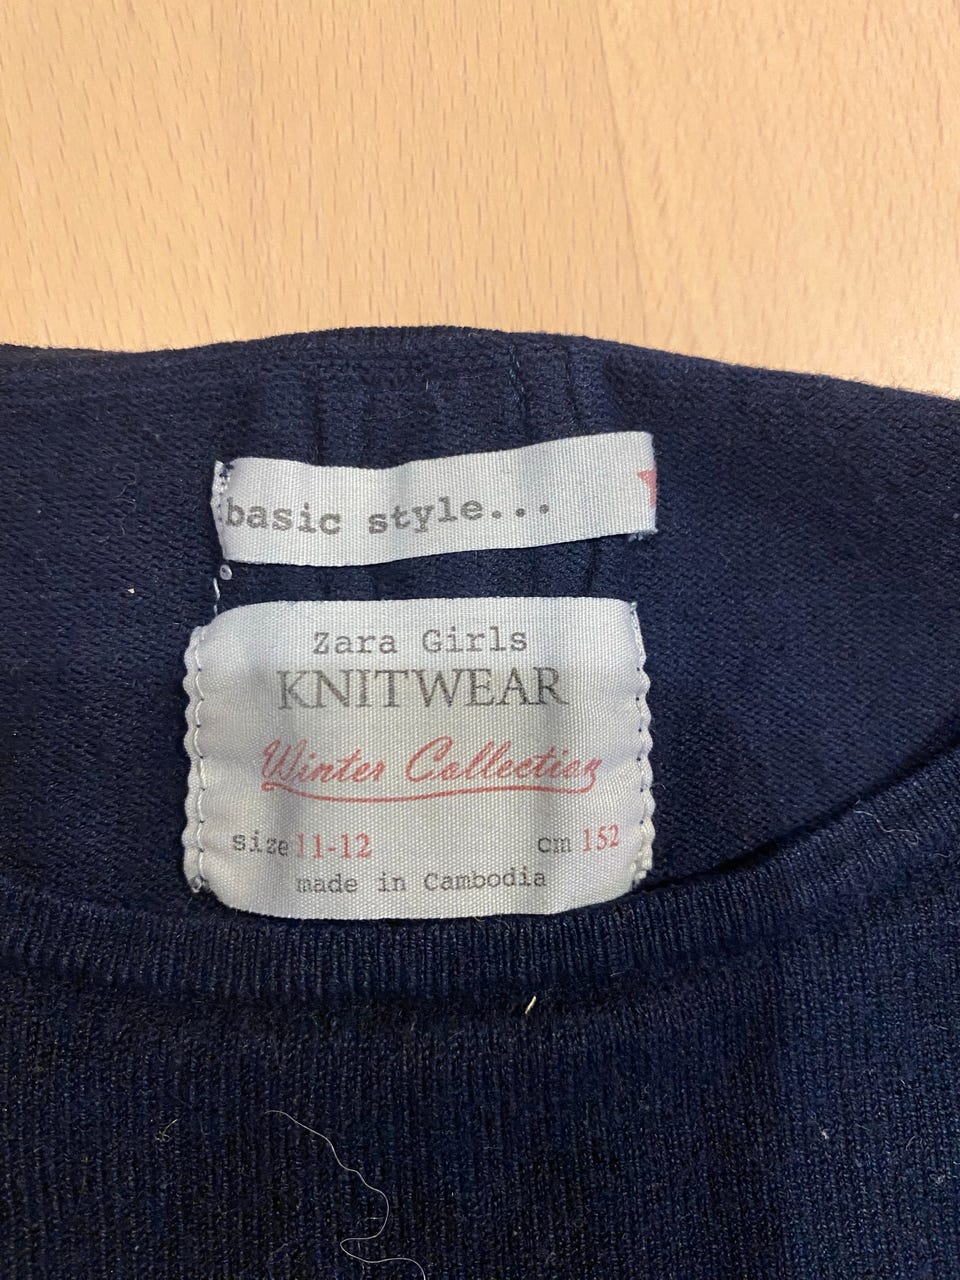 basic style...
Zara Girls
KNITWEAR
Winter Collection
size 11-12 cm 152
made in Cambodia